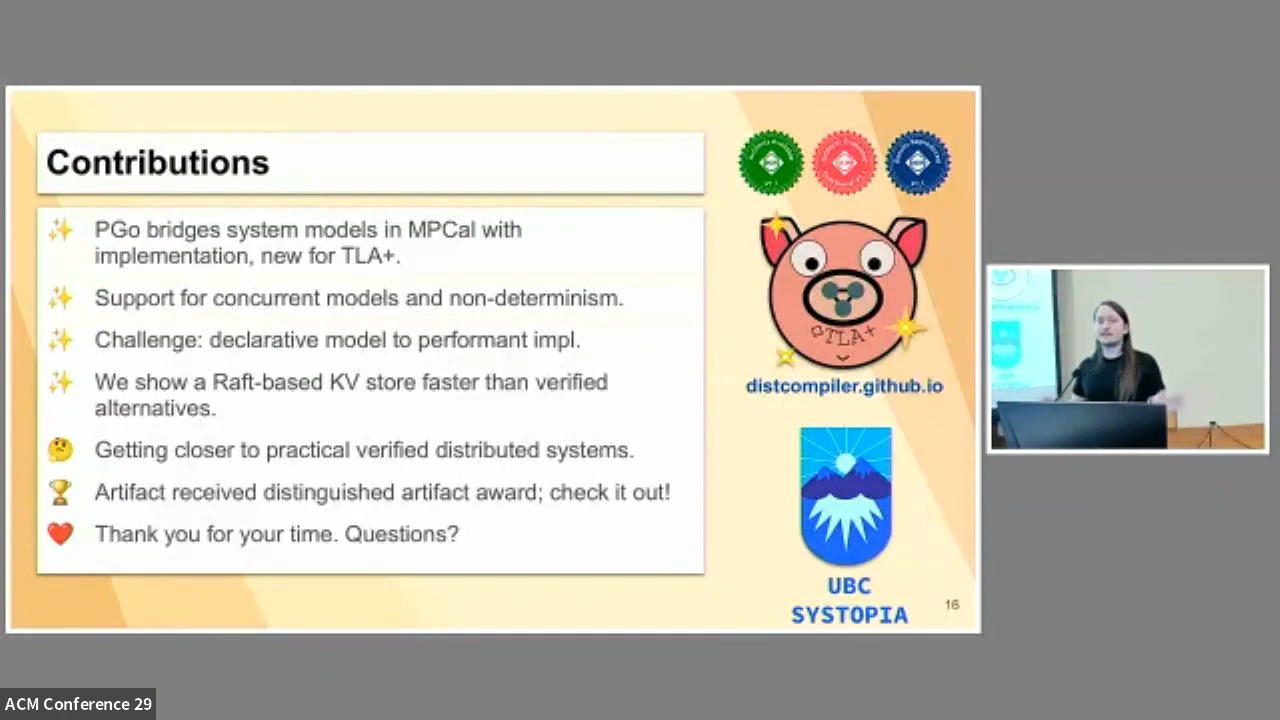 Contributions
✨ PGo bridges system models in MPCal with
implementation, new for TLA+.
✨ Support for concurrent models and non-determinism.
✨ Challenge: declarative model to performant impl.
✨ We show a Raft-based KV store faster than verified
alternatives.
🤔 Getting closer to practical verified distributed systems.
🏆 Artifact received distinguished artifact award; check it out!
❤️ Thank you for your time. Questions?
TLA+
distcompiler.github.io
UBC
SYSTOPIA
16
ACM Conference 29